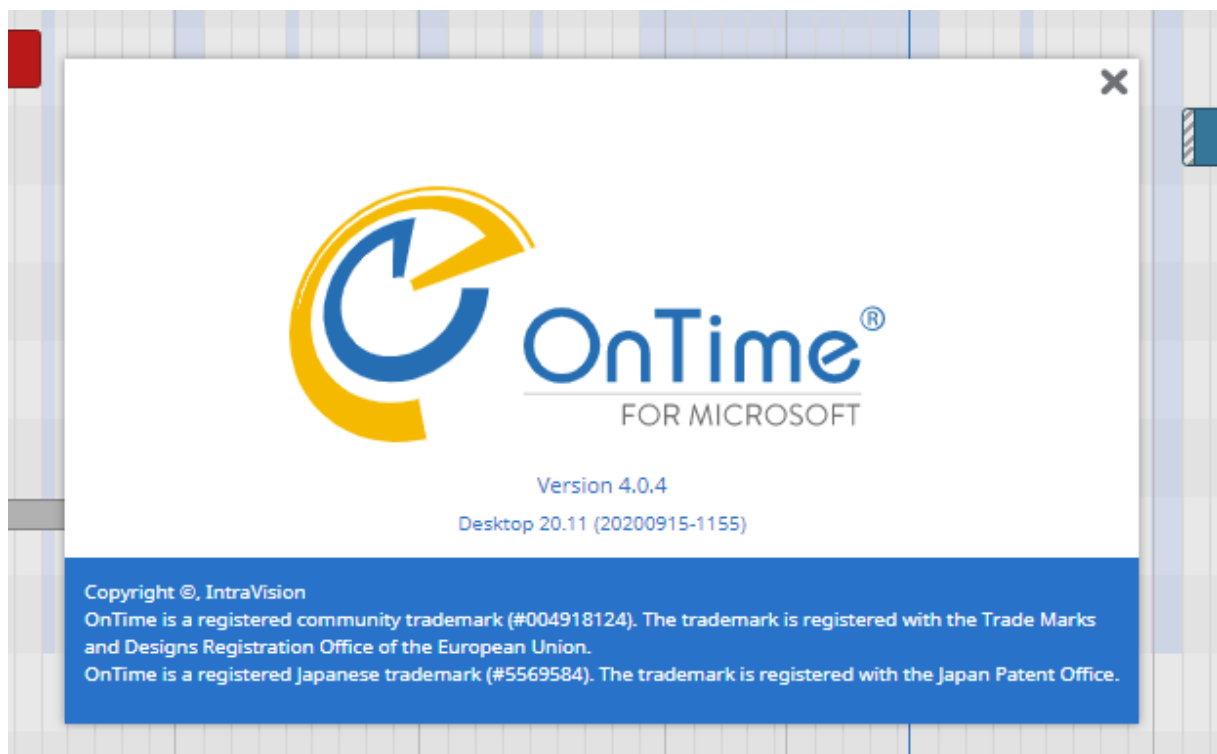 OnTime®
FOR MICROSOFT
Version 4.0.4
Desktop 20.11 (20200915-1155)
Copyright ©, IntraVision
OnTime is a registered community trademark (#004918124). The trademark is registered with the Trade Marks
and Designs Registration Office of the European Union.
OnTime is a registered Japanese trademark (#5569584). The trademark is registered with the Japan Patent Office.